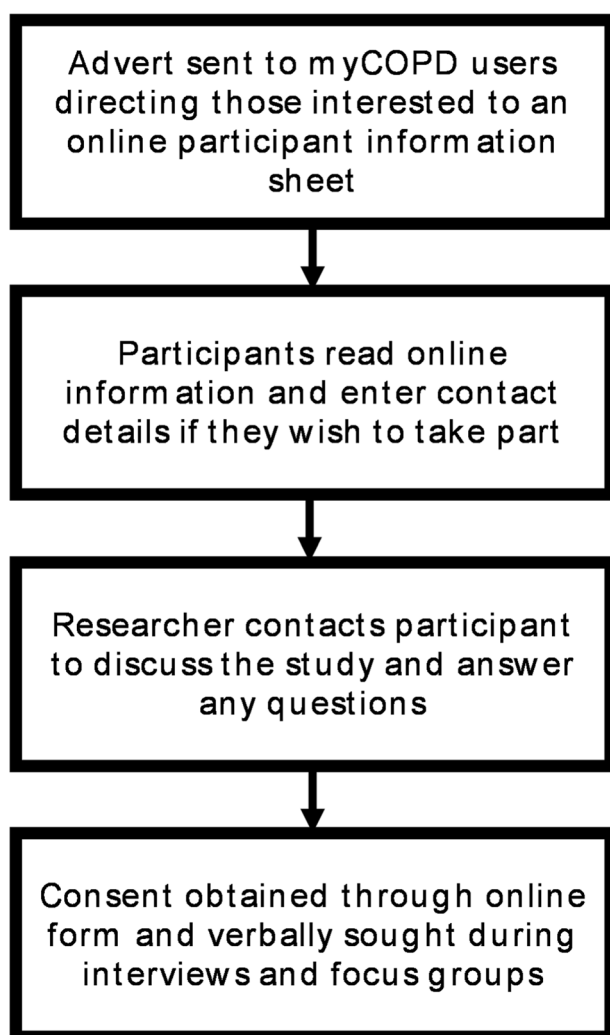 Advert sent to myCOPD users
directing those interested to an
online participant information
sheet
Participants read online
information and enter contact
details if they wish to take part
Researcher contacts participant
to discuss the study and answer
any questions
Consent obtained through online
form and verbally sought during
interviews and focus groups